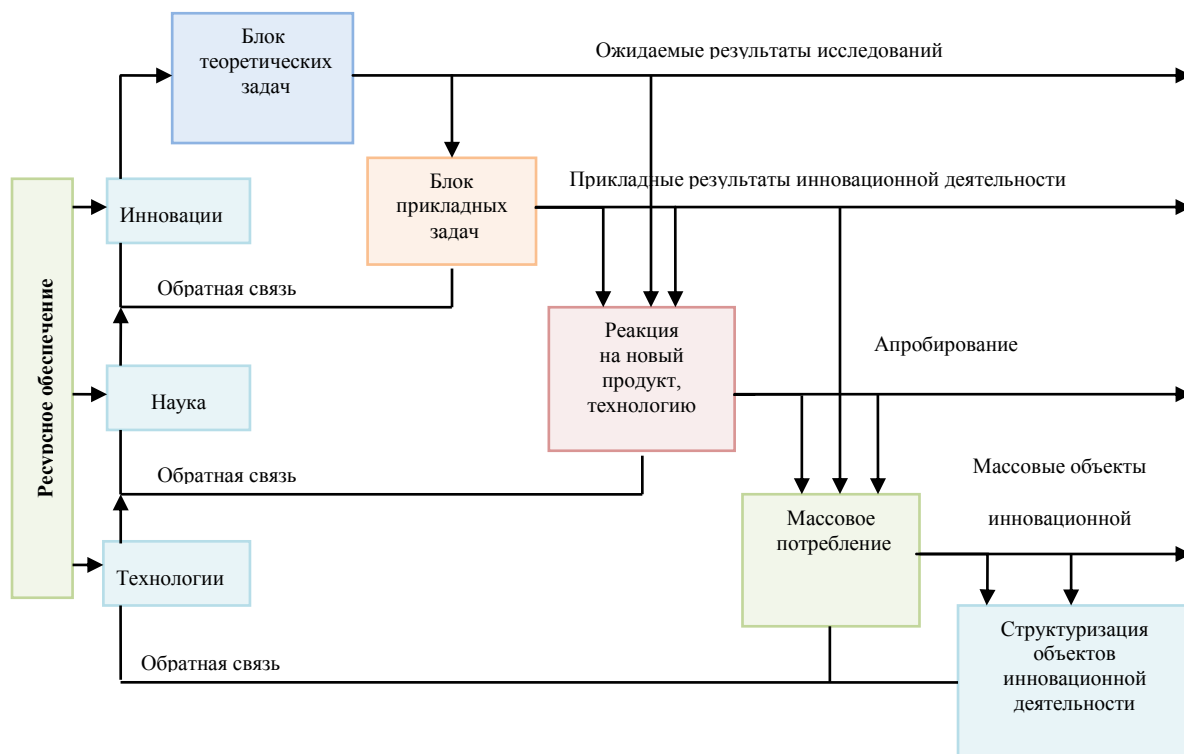 Блок
теоретических
задач
Ожидаемые результаты исследований
Блок
прикладных
задач
Прикладные результаты инновационной деятельности
Ресурсное обеспечение
Инновации
Обратная связь
Реакция
на новый
продукт,
технологию
Апробирование
Наука
Обратная связь
Массовые объекты
инновационной
Массовое
потребление
Технологии
Обратная связь
Структуризация
объектов
инновационной
деятельности